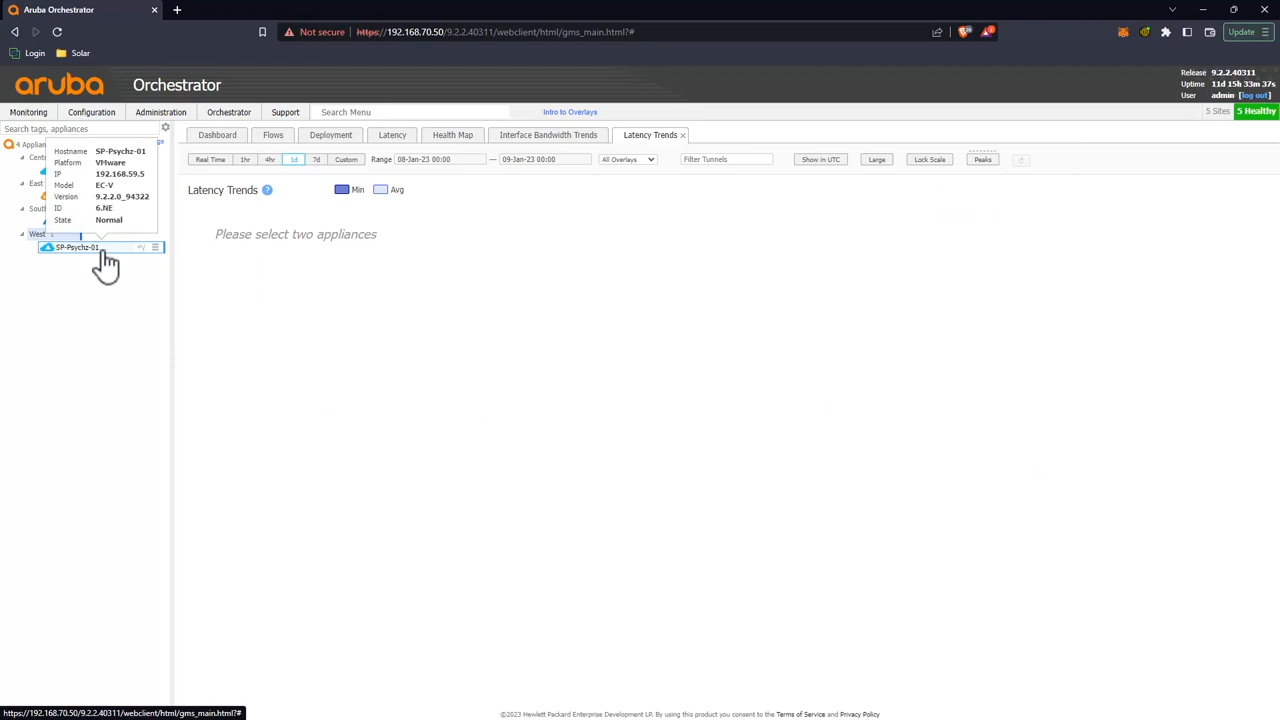 Aruba Orchestrator
Not secure https://192.168.70.50/9.2.2.40311/webclient/html/gms_main.html?#
Update
Login Solar
aruba Orchestrator
Release 9.2.2.40311
Uptime 11d 15h 33m 37s
User admin [log out]
Monitoring Configuration Administration Orchestrator Support Search Menu Intro to Overlays 5 Sites 5 Healthy
Search tags, appliances
Dashboard Flows Deployment Latency Health Map Interface Bandwidth Trends Latency Trends
4 Applian
Hostname SP-Psychz-01
Platform VMware
IP 192.168.59.5
Model EC-V
Version 9.2.2.0_94322
ID 6.NE
State Normal
Cent
East
South
West
SP-Psychz-01
Real Time 1hr 4hr 1d 7d Custom Range 08-Jan-23 00:00 — 09-Jan-23 00:00 All Overlays Filter Tunnels Show in UTC Large Lock Scale Peaks
Latency Trends ? Min Avg
Please select two appliances
https://192.168.70.50/9.2.2.40311/webclient/html/gms_main.html?#
©2023 Hewlett Packard Enterprise Development LP. By using this product you consent to the Terms of Service and Privacy Policy